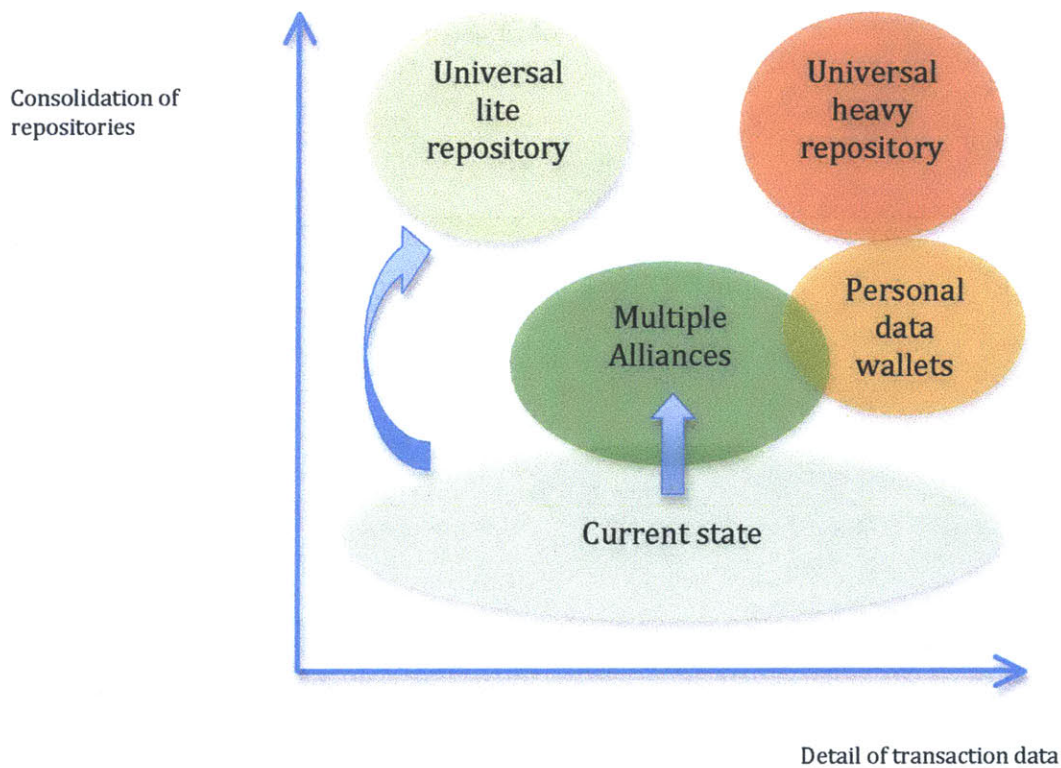 Consolidation of
repositories
Universal
lite
repository
Universal
heavy
repository
Multiple
Alliances
Personal
data
wallets
Current state
Detail of transaction data